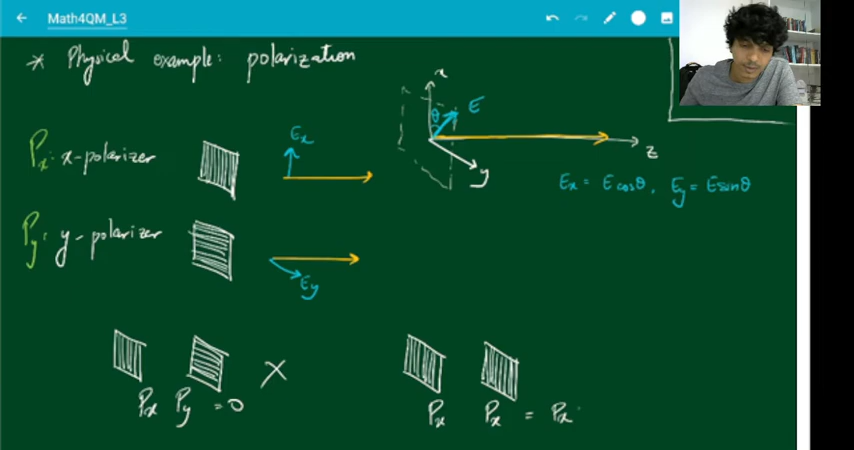 Math4QM_L3
* Physical example: polarization
x
E
θ
z
y
Px: x-polarizer
Ex
Ex = E cosθ, Ey = E sinθ
Py: y-polarizer
Ey
Px Py = 0
Px Px = Px